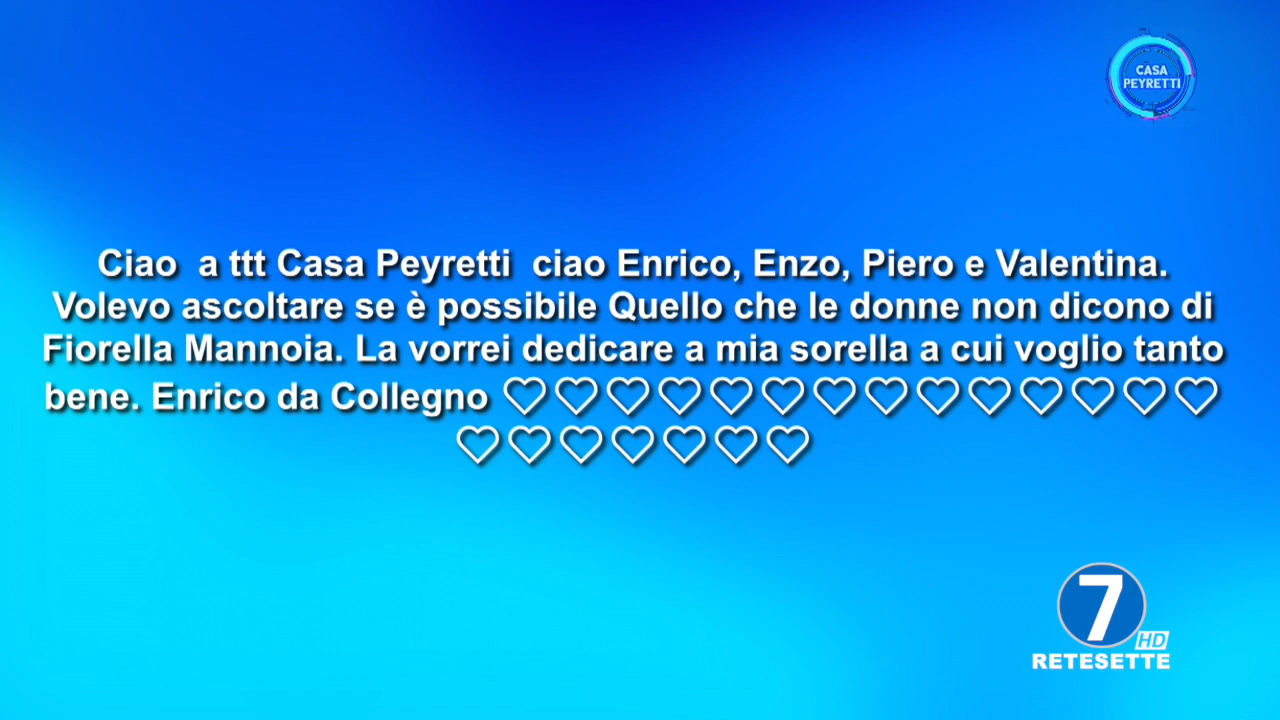 CASA
PEYRETTI
Ciao  a ttt Casa Peyretti  ciao Enrico, Enzo, Piero e Valentina.
Volevo ascoltare se è possibile Quello che le donne non dicono di
Fiorella Mannoia. La vorrei dedicare a mia sorella a cui voglio tanto
bene. Enrico da Collegno ♡♡♡♡♡♡♡♡♡♡♡♡♡♡
♡♡♡♡♡♡♡
7
HD
RETESETTE